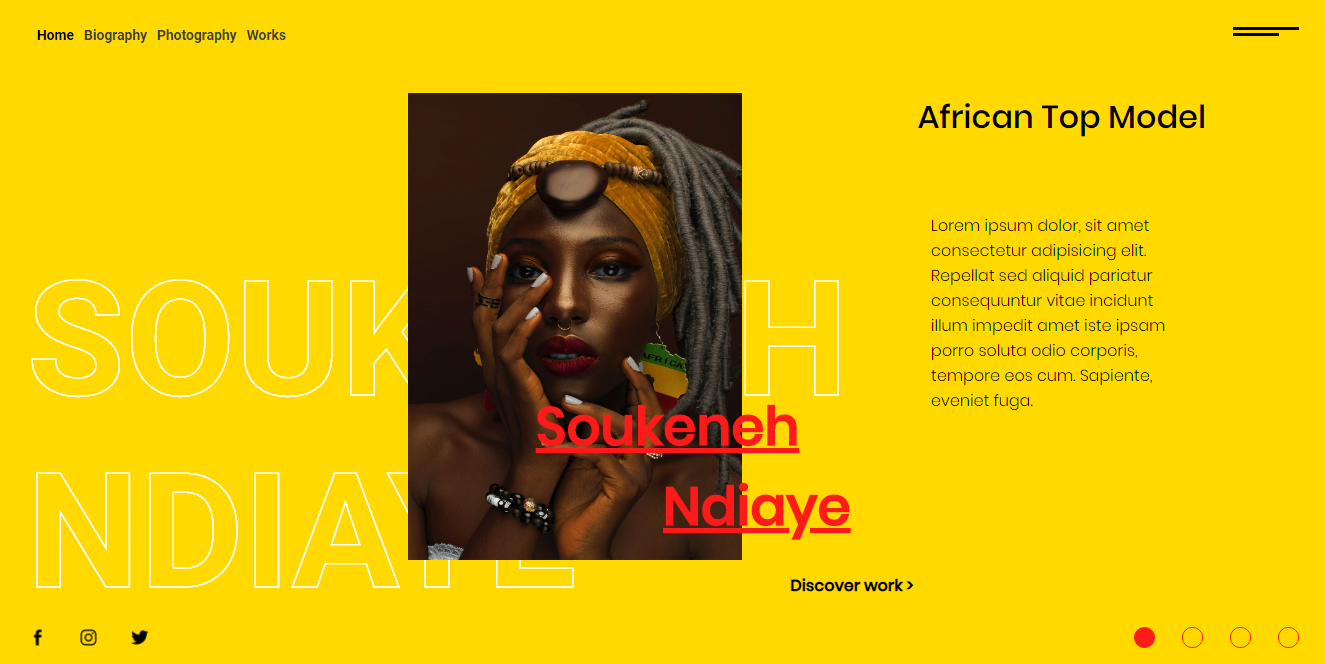 Home Biography Photography Works
African Top Model
Lorem ipsum dolor, sit amet
consectetur adipisicing elit.
Repellat sed aliquid pariatur
consequuntur vitae incidunt
illum impedit amet iste ipsam
porro soluta odio corporis,
tempore eos cum. Sapiente,
eveniet fuga.
SOUK H
NDIAYE
AFRICA
Soukeneh
Ndiaye
Discover work >